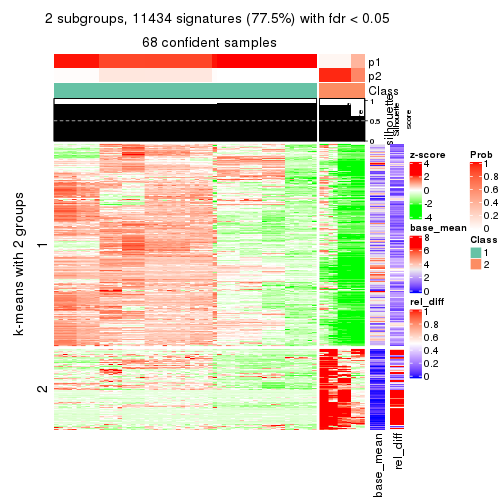 2 subgroups, 11434 signatures (77.5%) with fdr < 0.05
68 confident samples
p1
p2
Class
1
0.5
0
silhouette
Silhouette
score
k-means with 2 groups
1
2
base_mean
rel_diff
z-score
4
2
0
-2
-4
base_mean
8
6
4
2
0
rel_diff
1
0.8
0.6
0.4
0.2
0
Prob
1
0.8
0.6
0.4
0.2
0
Class
1
2